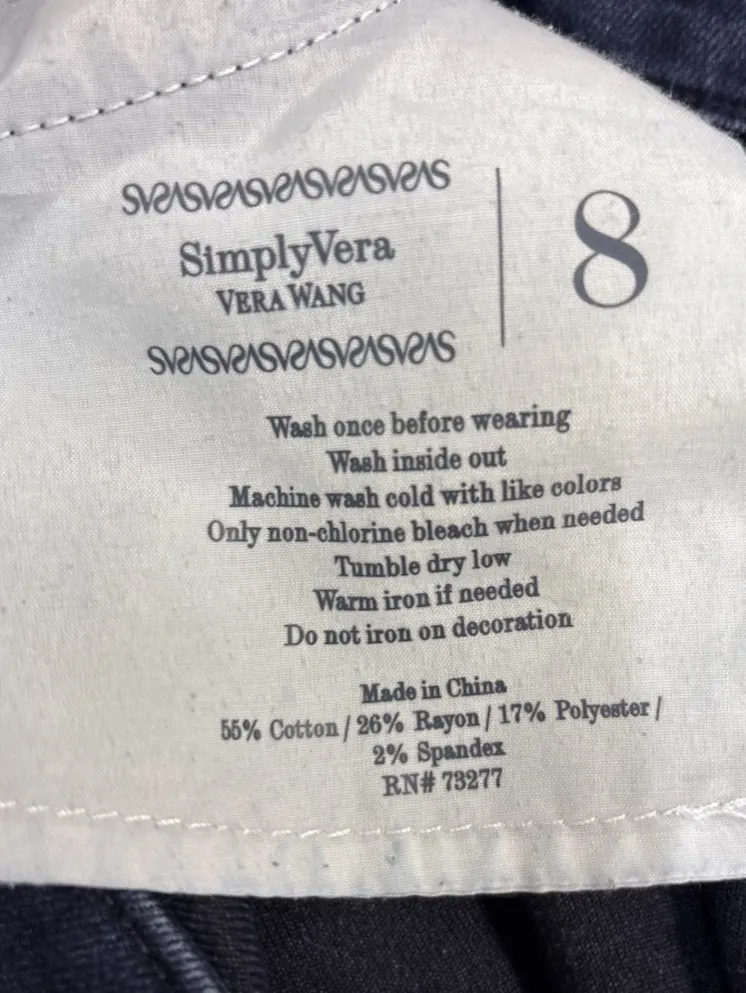 SVSVSVSVSVS
SimplyVera
VERA WANG
SVSVSVSVSVS
8
Wash once before wearing
Wash inside out
Machine wash cold with like colors
Only non-chlorine bleach when needed
Tumble dry low
Warm iron if needed
Do not iron on decoration
Made in China
55% Cotton / 26% Rayon / 17% Polyester /
2% Spandex
RN# 73277